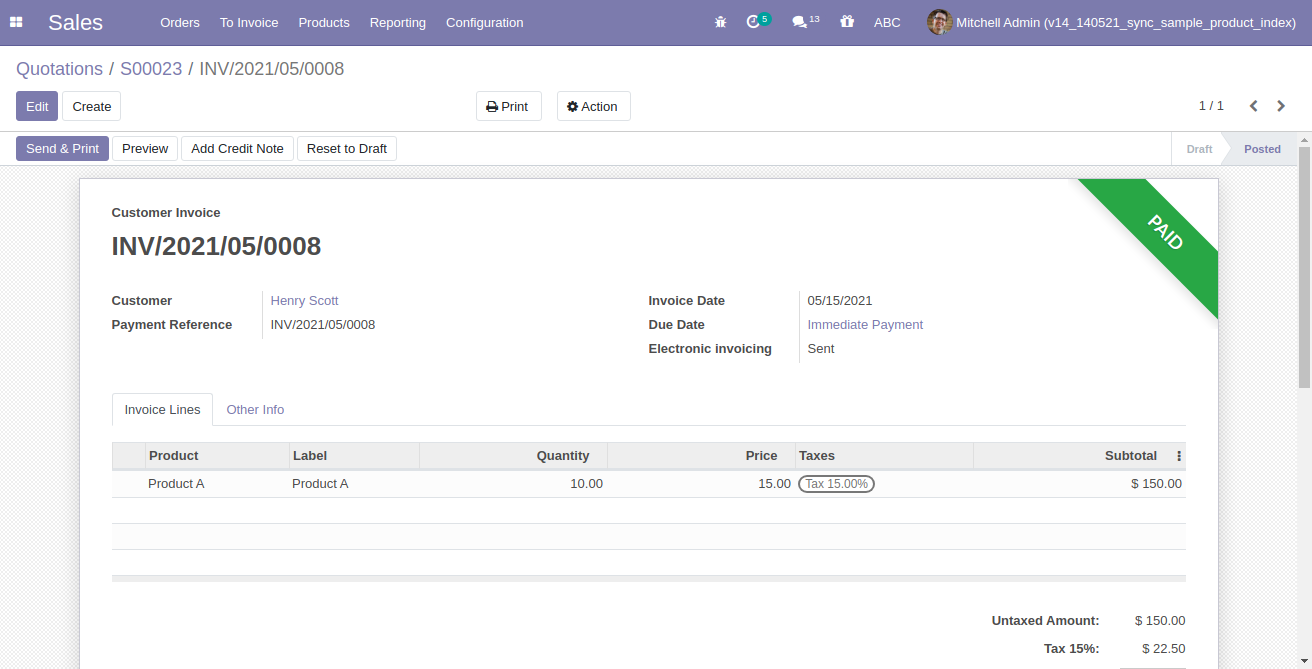 Sales Orders To Invoice Products Reporting Configuration 5 13 ABC Mitchell Admin (v14_140521_sync_sample_product_index)
Quotations / S00023 / INV/2021/05/0008
Edit Create Print Action 1 / 1
Send & Print Preview Add Credit Note Reset to Draft Draft Posted
PAID
Customer Invoice
INV/2021/05/0008
Customer Henry Scott Invoice Date 05/15/2021
Payment Reference INV/2021/05/0008 Due Date Immediate Payment
Electronic invoicing Sent
Invoice Lines Other Info
Product Label Quantity Price Taxes Subtotal
Product A Product A 10.00 15.00 Tax 15.00% $ 150.00
Untaxed Amount: $ 150.00
Tax 15%: $ 22.50